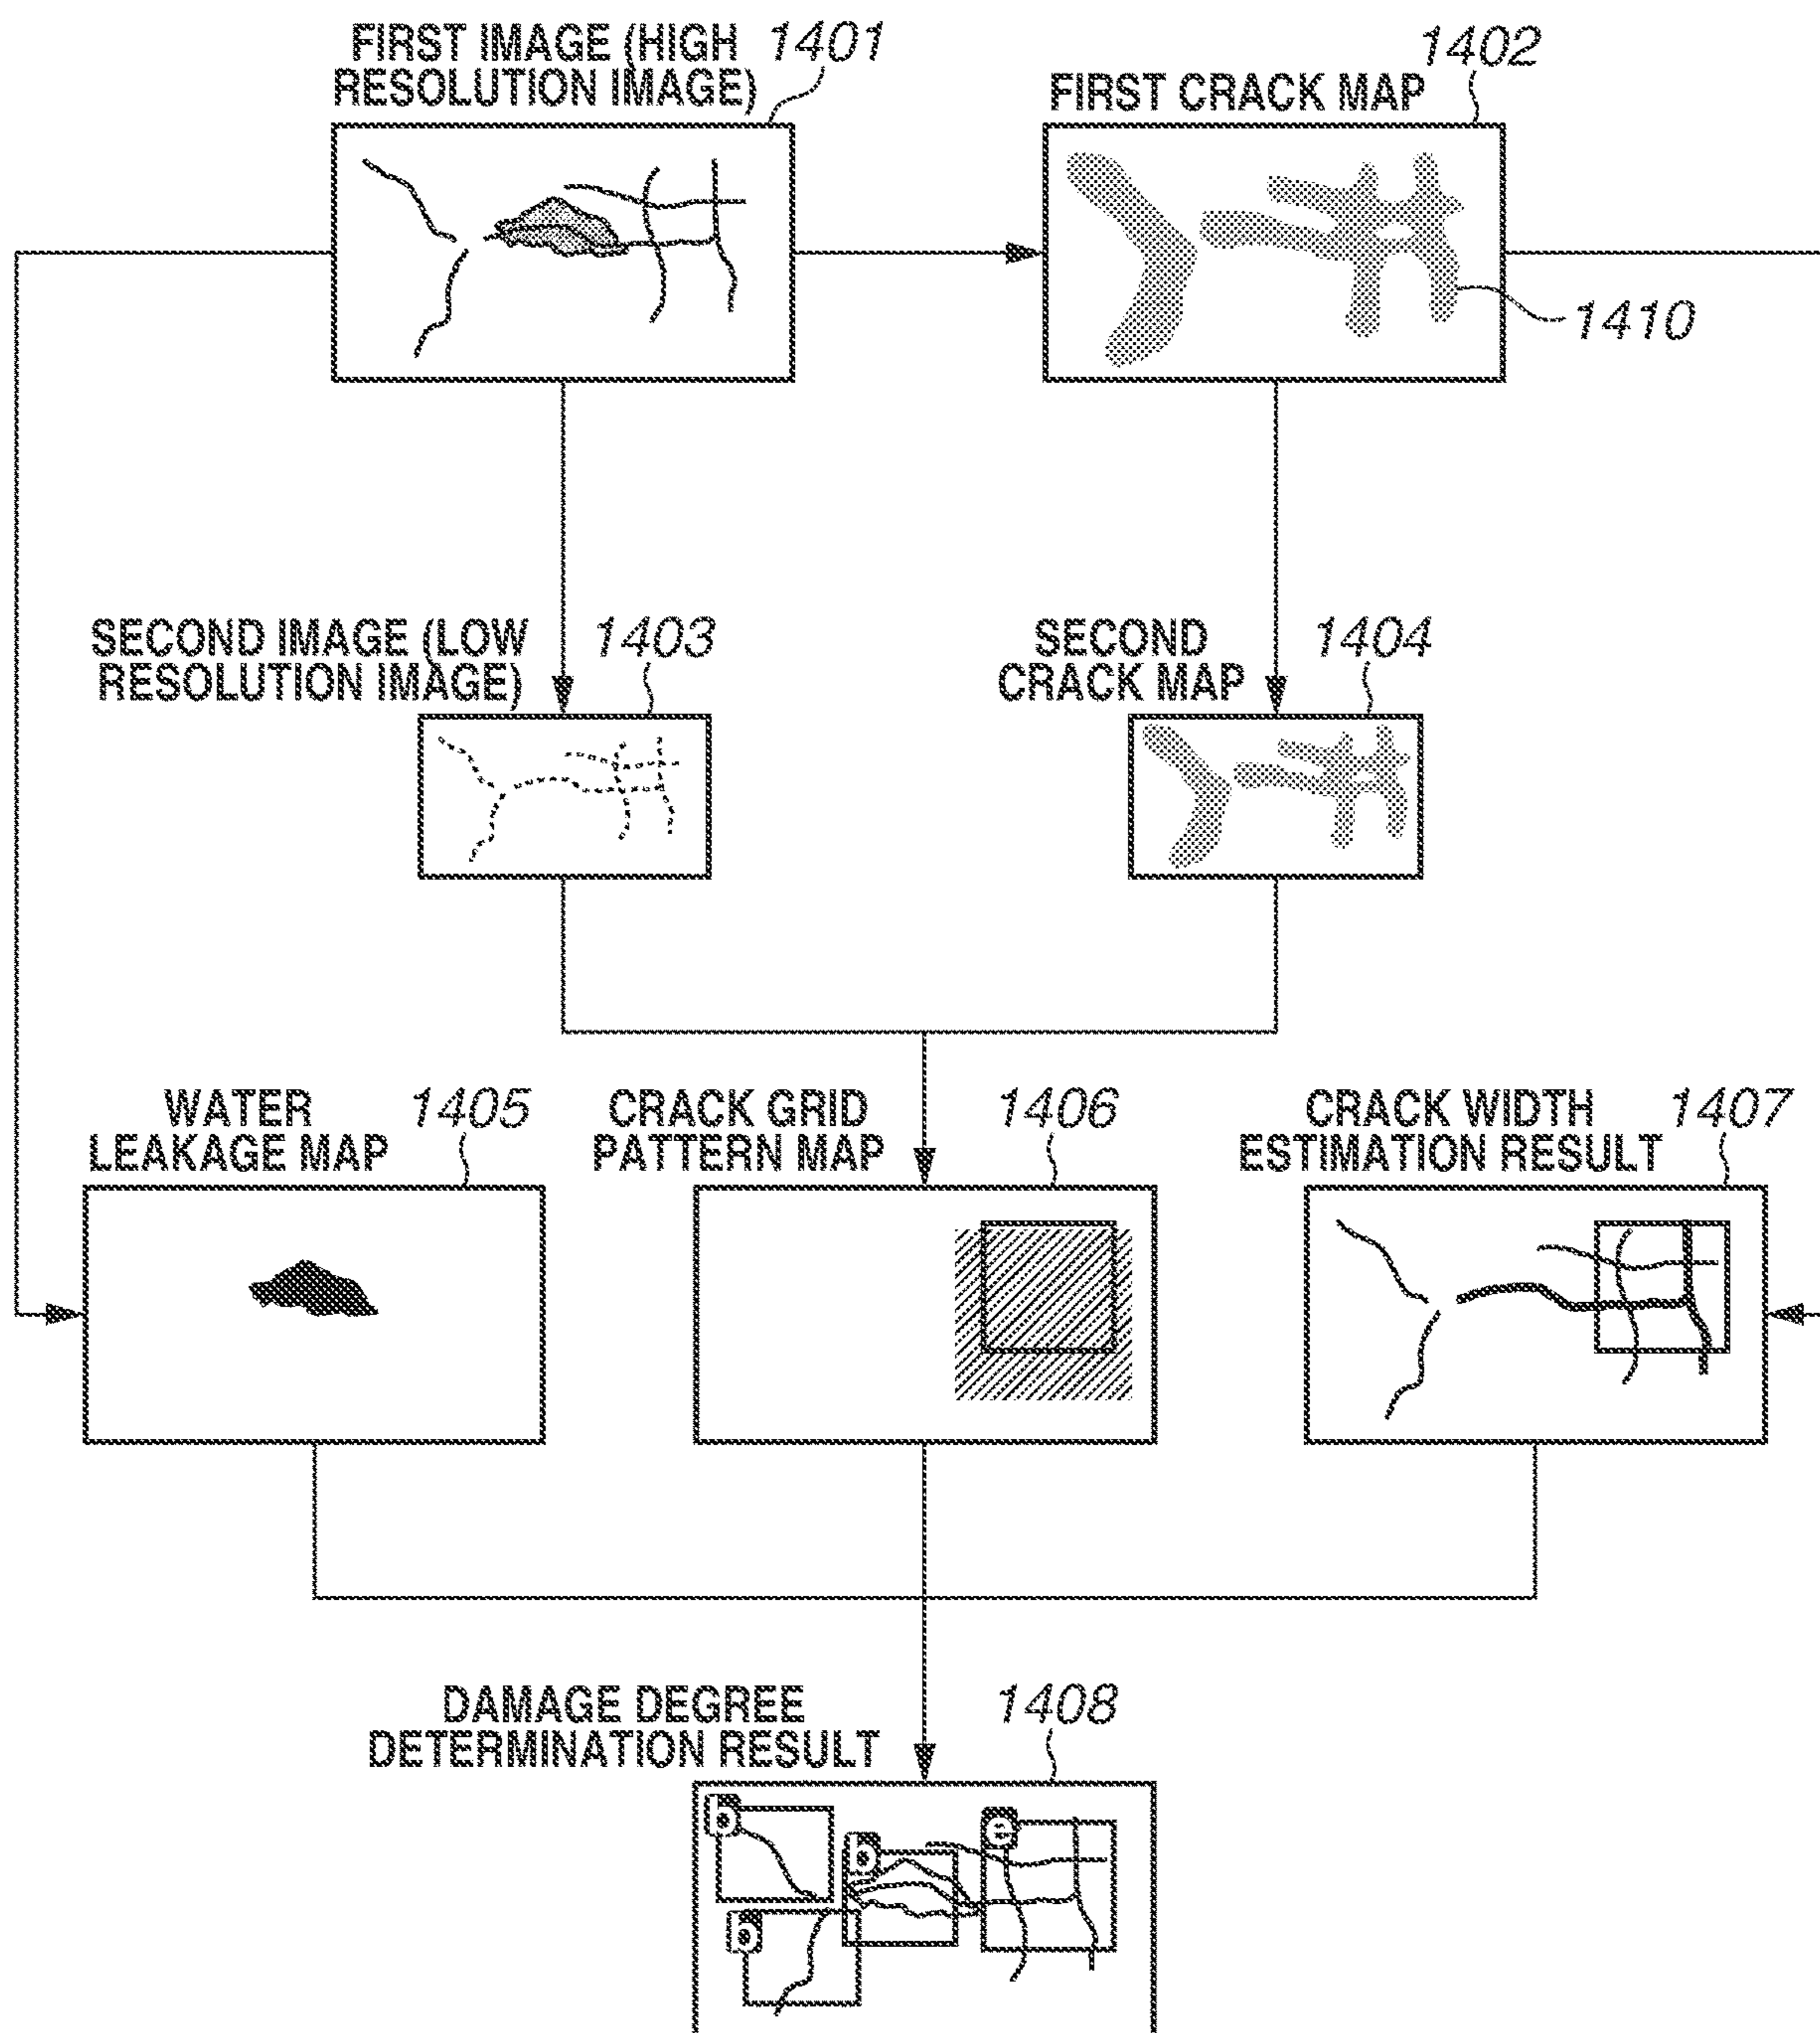 FIRST IMAGE (HIGH
RESOLUTION IMAGE)
1401
FIRST CRACK MAP
1402
1410
SECOND IMAGE (LOW
RESOLUTION IMAGE)
1403
SECOND
CRACK MAP
1404
WATER
LEAKAGE MAP
1405
CRACK GRID
PATTERN MAP
1406
CRACK WIDTH
ESTIMATION RESULT
1407
DAMAGE DEGREE
DETERMINATION RESULT
1408
b
b
e
b